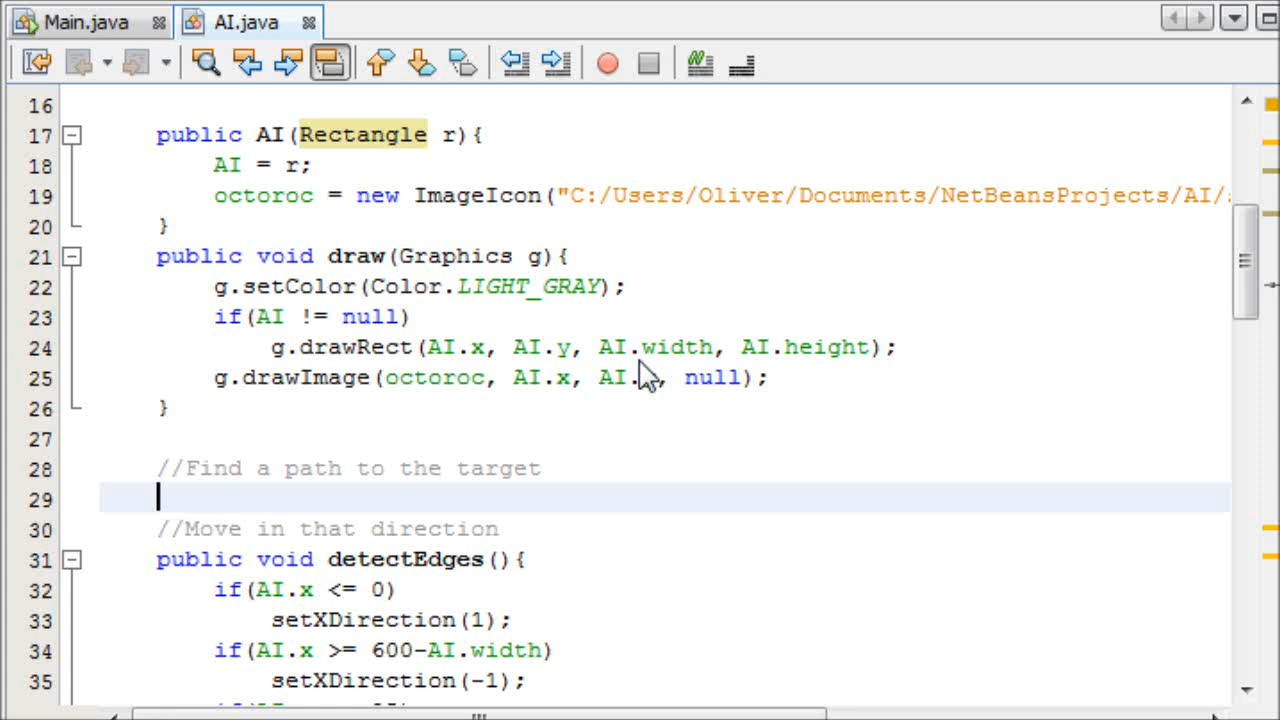 Main.java AI.java
16
17 public AI(Rectangle r){
18 AI = r;
19 octoroc = new ImageIcon("C:/Users/Oliver/Documents/NetBeansProjects/AI/
20 }
21 public void draw(Graphics g){
22 g.setColor(Color.LIGHT_GRAY);
23 if(AI != null)
24 g.drawRect(AI.x, AI.y, AI.width, AI.height);
25 g.drawImage(octoroc, AI.x, AI. , null);
26 }
27
28 //Find a path to the target
29
30 //Move in that direction
31 public void detectEdges(){
32 if(AI.x <= 0)
33 setXDirection(1);
34 if(AI.x >= 600-AI.width)
35 setXDirection(-1);